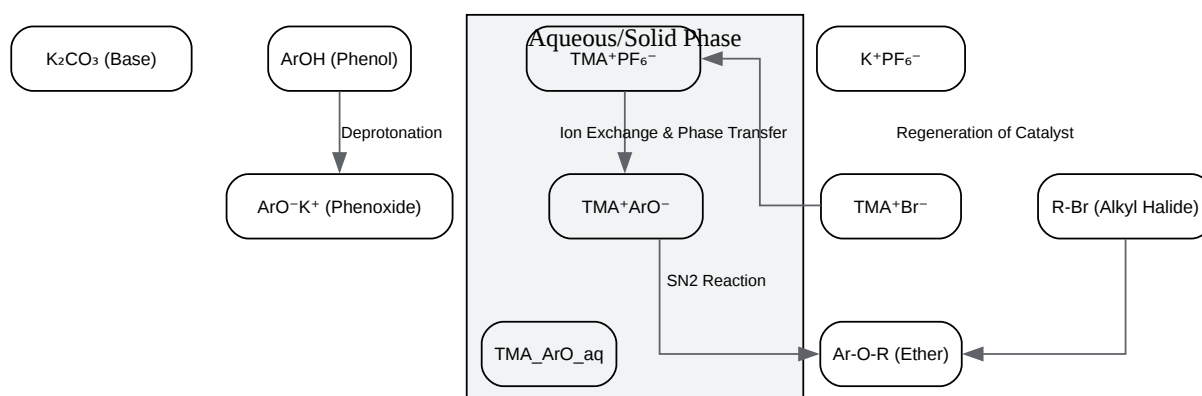 Aqueous/Solid Phase
K₂CO₃ (Base)
ArOH (Phenol)
TMA⁺PF₆⁻
K⁺PF₆⁻
Deprotonation
Ion Exchange & Phase Transfer
Regeneration of Catalyst
ArO⁻K⁺ (Phenoxide)
TMA⁺ArO⁻
TMA⁺Br⁻
R-Br (Alkyl Halide)
SN2 Reaction
TMA_ArO_aq
Ar-O-R (Ether)